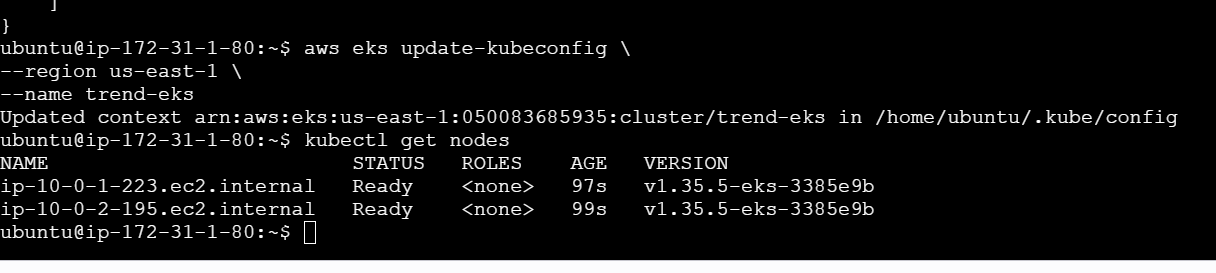 ]
}
ubuntu@ip-172-31-1-80:~$ aws eks update-kubeconfig \
--region us-east-1 \
--name trend-eks
Updated context arn:aws:eks:us-east-1:050083685935:cluster/trend-eks in /home/ubuntu/.kube/config
ubuntu@ip-172-31-1-80:~$ kubectl get nodes
NAME                         STATUS   ROLES    AGE   VERSION
ip-10-0-1-223.ec2.internal   Ready    <none>   97s   v1.35.5-eks-3385e9b
ip-10-0-2-195.ec2.internal   Ready    <none>   99s   v1.35.5-eks-3385e9b
ubuntu@ip-172-31-1-80:~$